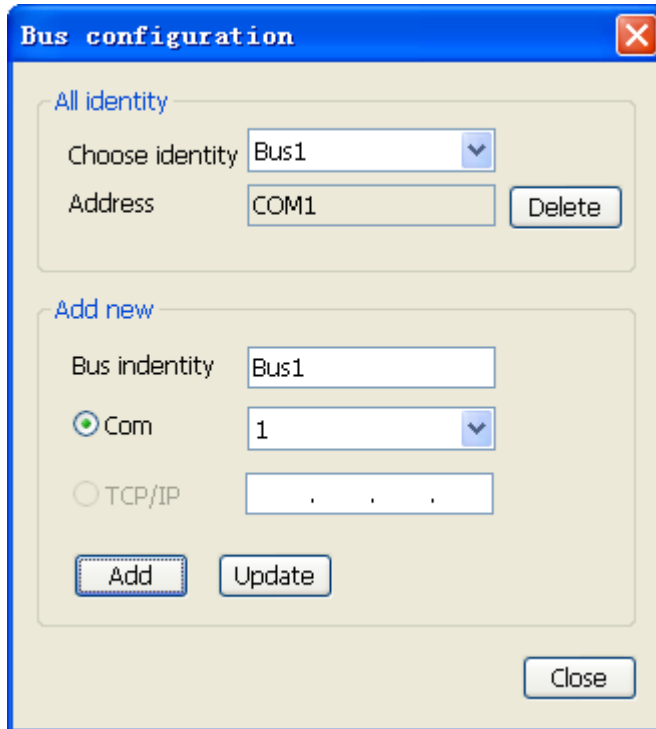 Bus configuration
All identity
Choose identity Bus1
Address COM1 Delete
Add new
Bus indentity Bus1
Com 1
TCP/IP . . .
Add Update
Close